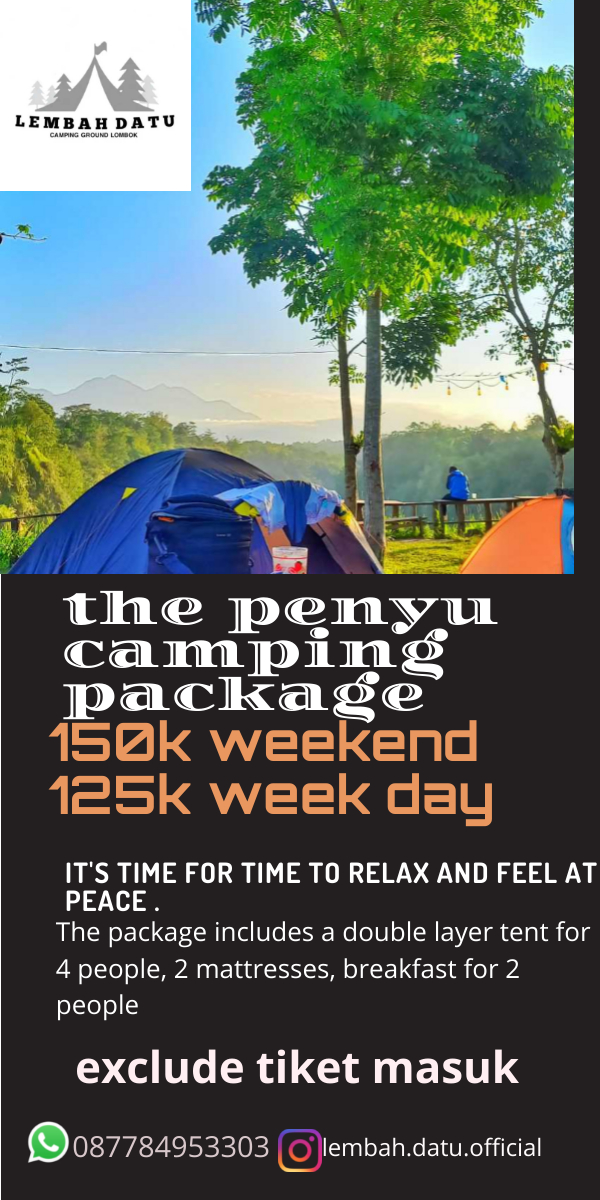 LEMBAH DATU
CAMPING GROUND LOMBOK
the penyu
camping
package
150k weekend
125k week day
IT'S TIME FOR TIME TO RELAX AND FEEL AT
PEACE .
The package includes a double layer tent for
4 people, 2 mattresses, breakfast for 2
people
exclude tiket masuk
087784953303 lembah.datu.official